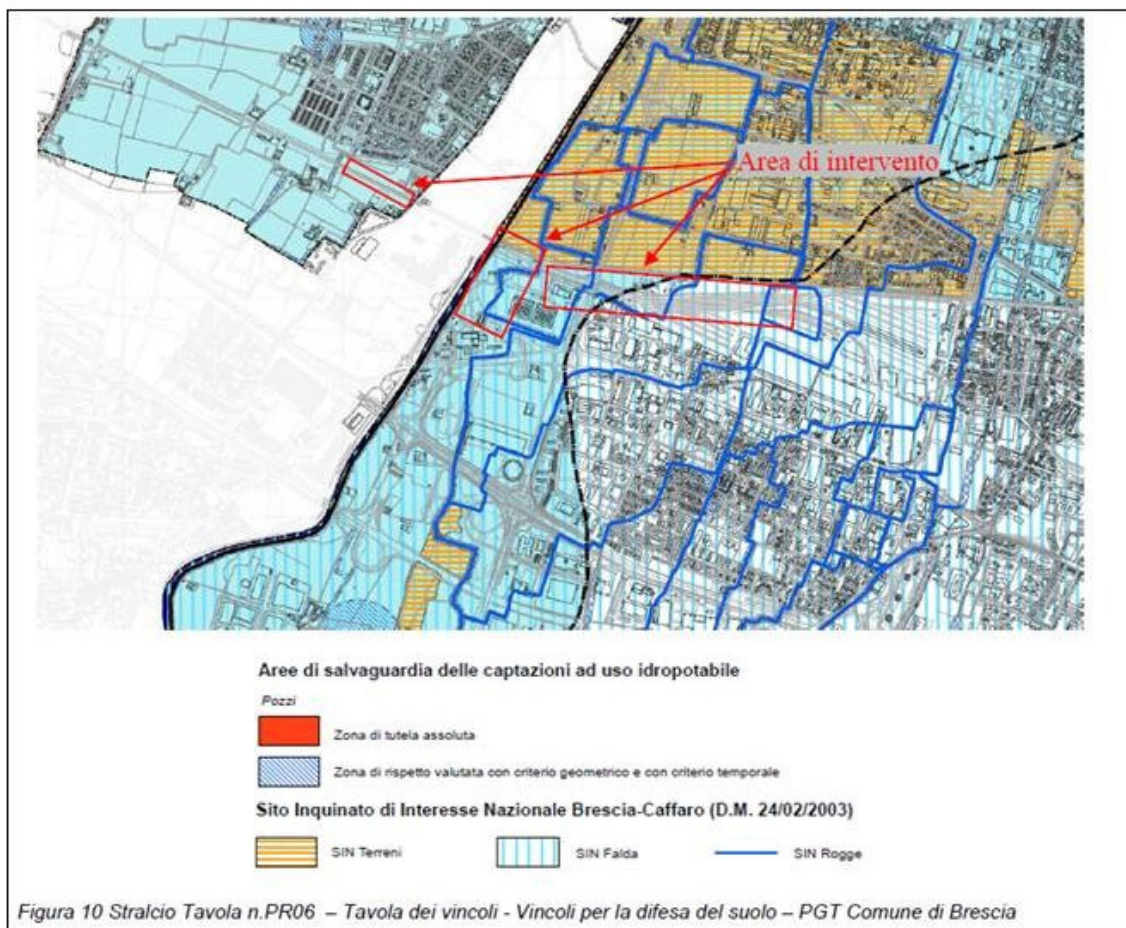 Area di intervento
Aree di salvaguardia delle captazioni ad uso idropotabile
Pozzi
Zona di tutela assoluta
Zona di rispetto valutata con criterio geometrico e con criterio temporale
Sito Inquinato di Interesse Nazionale Brescia-Caffaro (D.M. 24/02/2003)
SIN Terreni SIN Falda SIN Rogge
Figura 10 Stralcio Tavola n.PR06 – Tavola dei vincoli - Vincoli per la difesa del suolo – PGT Comune di Brescia